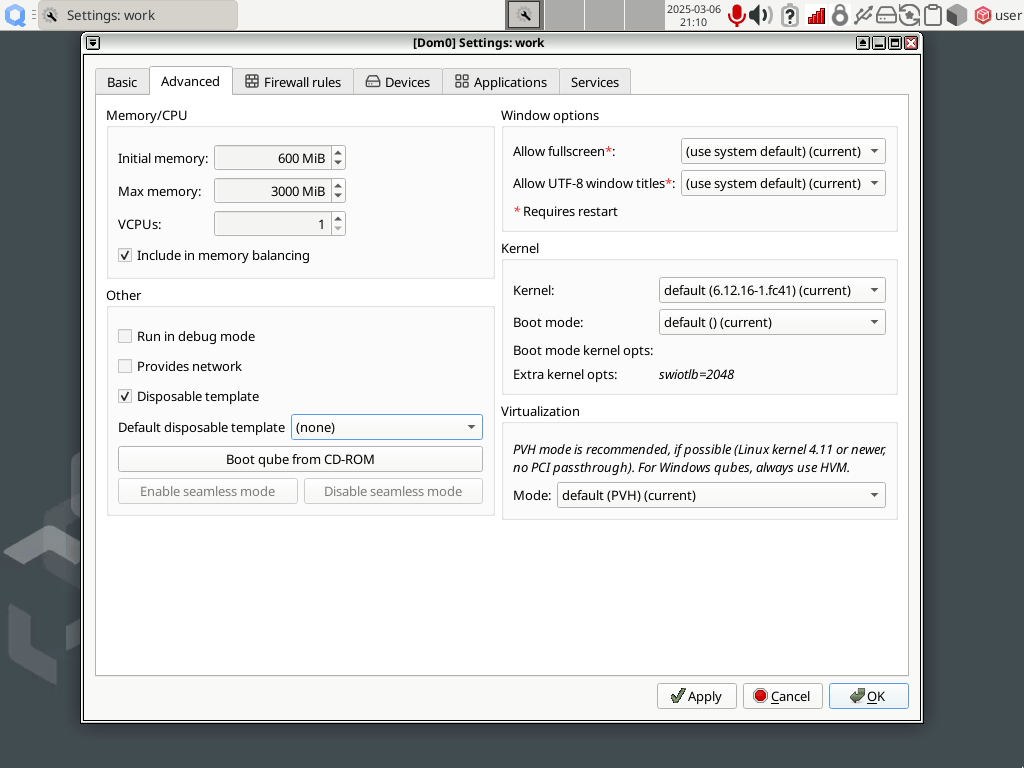 Settings: work
2025-03-06
21:10
user
[Dom0] Settings: work
Basic
Advanced
Firewall rules
Devices
Applications
Services
Memory/CPU
Initial memory:
600 MiB
Max memory:
3000 MiB
VCPUs:
1
Include in memory balancing
Other
Run in debug mode
Provides network
Disposable template
Default disposable template
(none)
Boot qube from CD-ROM
Enable seamless mode
Disable seamless mode
Window options
Allow fullscreen*:
(use system default) (current)
Allow UTF-8 window titles*:
(use system default) (current)
* Requires restart
Kernel
Kernel:
default (6.12.16-1.fc41) (current)
Boot mode:
default () (current)
Boot mode kernel opts:
Extra kernel opts:
swiotlb=2048
Virtualization
PVH mode is recommended, if possible (Linux kernel 4.11 or newer,
no PCI passthrough). For Windows qubes, always use HVM.
Mode:
default (PVH) (current)
Apply
Cancel
OK